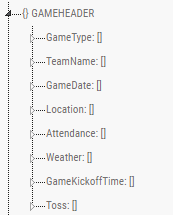 {} GAMEHEADER
GameType: []
TeamName: []
GameDate: []
Location: []
Attendance: []
Weather: []
GameKickoffTime: []
Toss: []